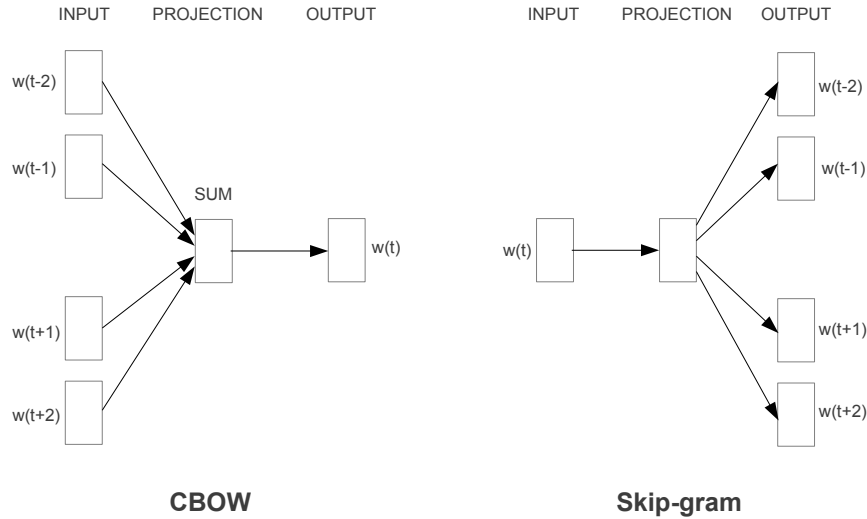 INPUT PROJECTION OUTPUT
w(t-2)
w(t-1)
SUM
w(t)
w(t+1)
w(t+2)
CBOW
INPUT PROJECTION OUTPUT
w(t-2)
w(t-1)
w(t)
w(t+1)
w(t+2)
Skip-gram